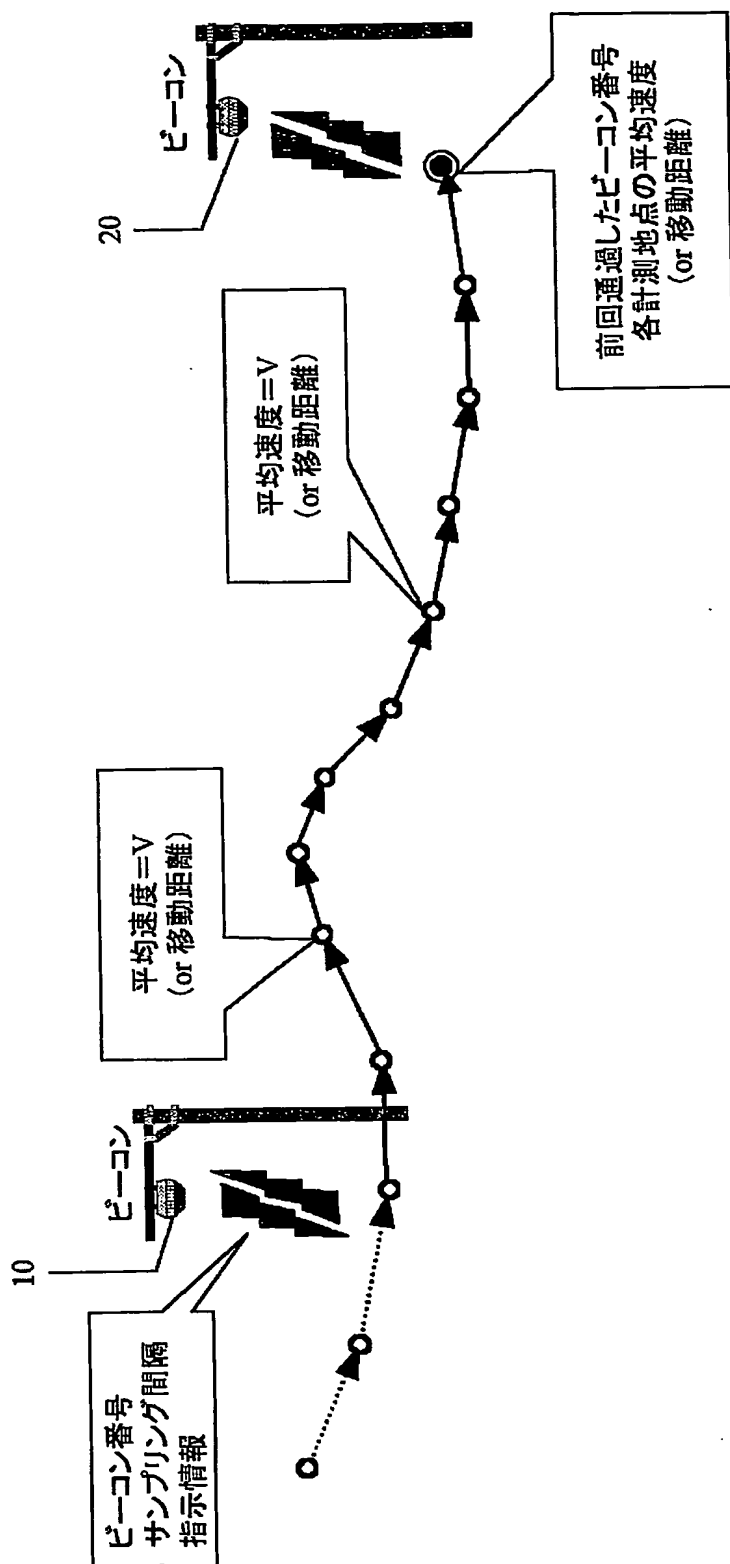 ビーコン番号
サンプリング間隔
指示情報
10
ビーコン
平均速度=V
(or 移動距離)
平均速度=V
(or 移動距離)
20
ビーコン
前回通過したビーコン番号
各計測地点の平均速度
(or 移動距離)